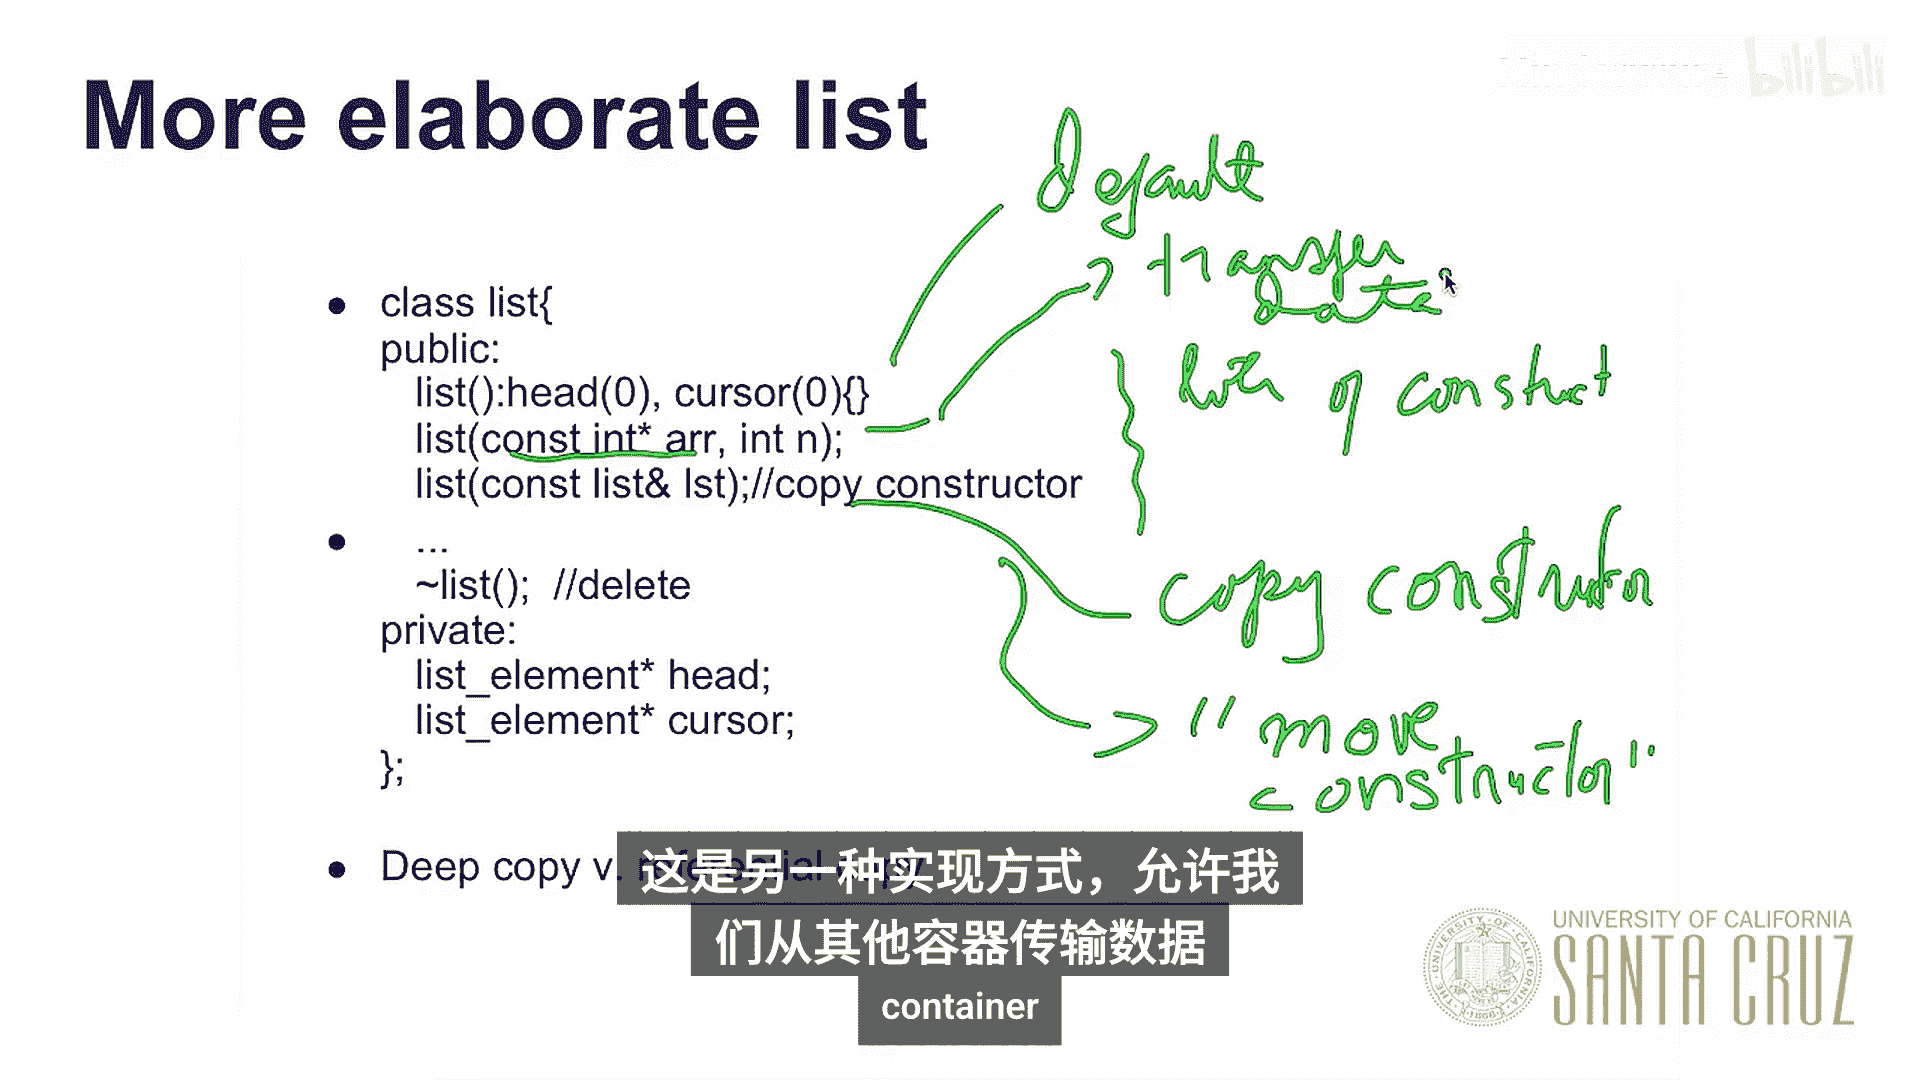 More elaborate list
bilibili
default
transfer
data
class list{
public:
list():head(0), cursor(0){}
list(const int* arr, int n);
list(const list& lst);//copy constructor
of construct
...
~list(); //delete
copy constructor
private:
list_element* head;
list_element* cursor;
};
"move
constructor"
Deep copy v.
这是另一种实现方式，允许我
们从其他容器传输数据
container
UNIVERSITY OF CALIFORNIA
SANTA CRUZ